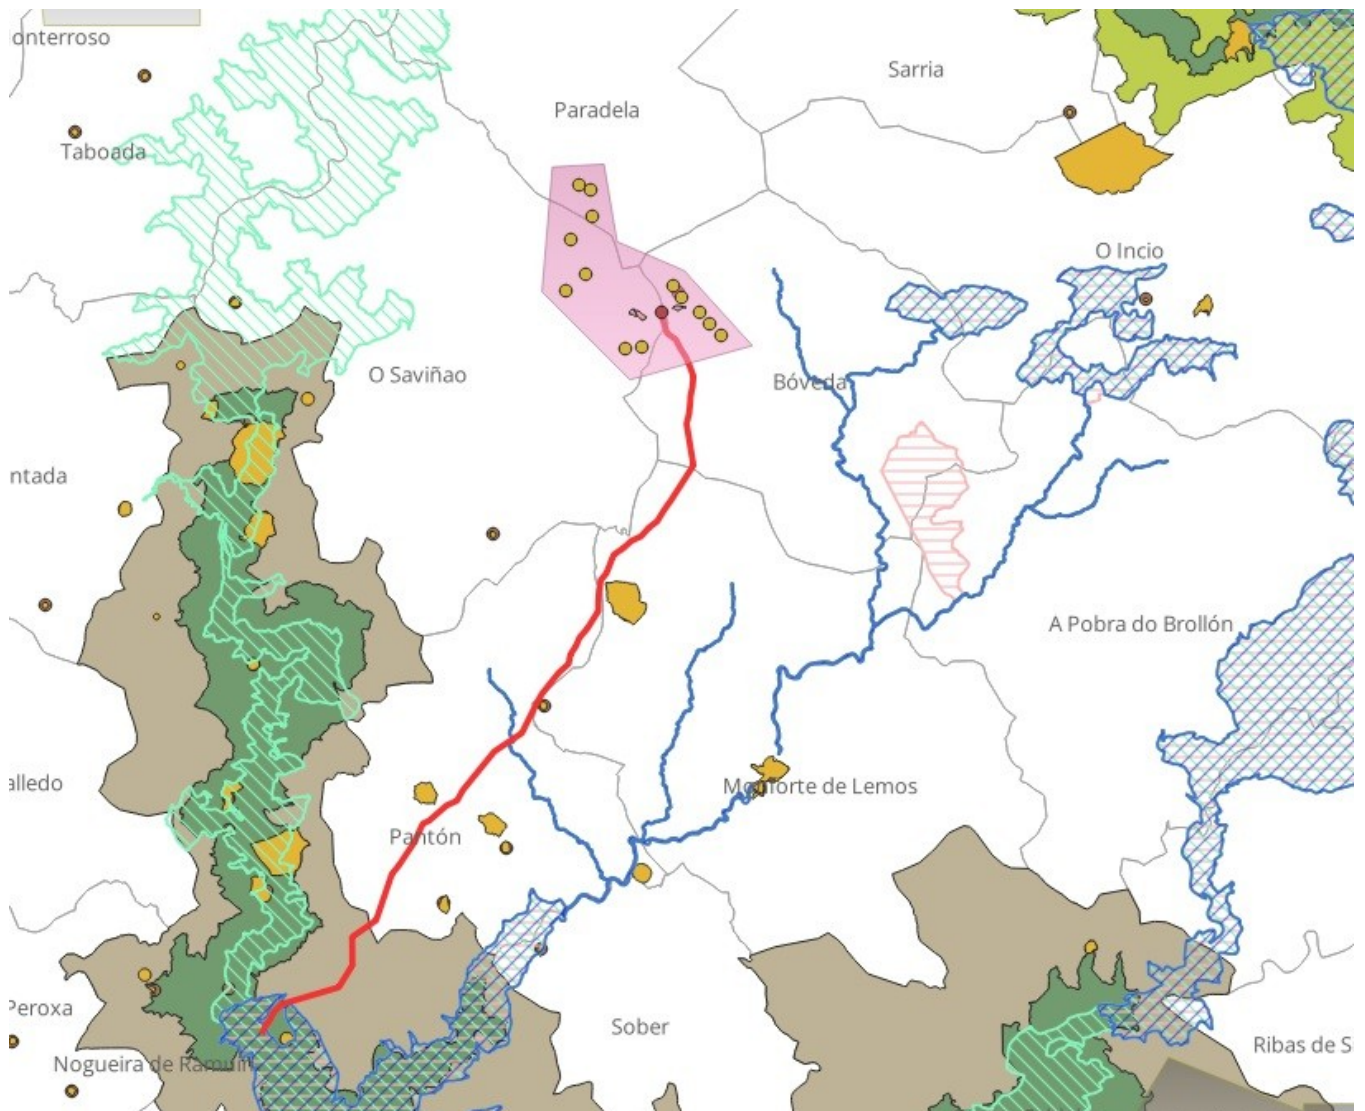 onterroso
Sarria
Paradela
Taboada
O Incio
O Saviñao
Bóveda
ntada
A Pobra do Brollón
alledo
Monforte de Lemos
Pantón
Peroxa
Sober
Ribas de S
Nogueira de Ramuín